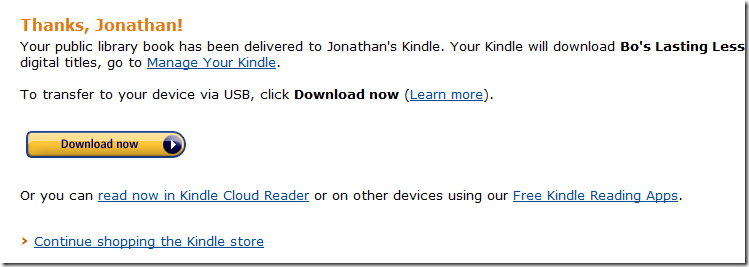 Thanks, Jonathan!
Your public library book has been delivered to Jonathan's Kindle. Your Kindle will download Bo's Lasting Less
digital titles, go to Manage Your Kindle.
To transfer to your device via USB, click Download now (Learn more).
Download now
Or you can read now in Kindle Cloud Reader or on other devices using our Free Kindle Reading Apps.
Continue shopping the Kindle store